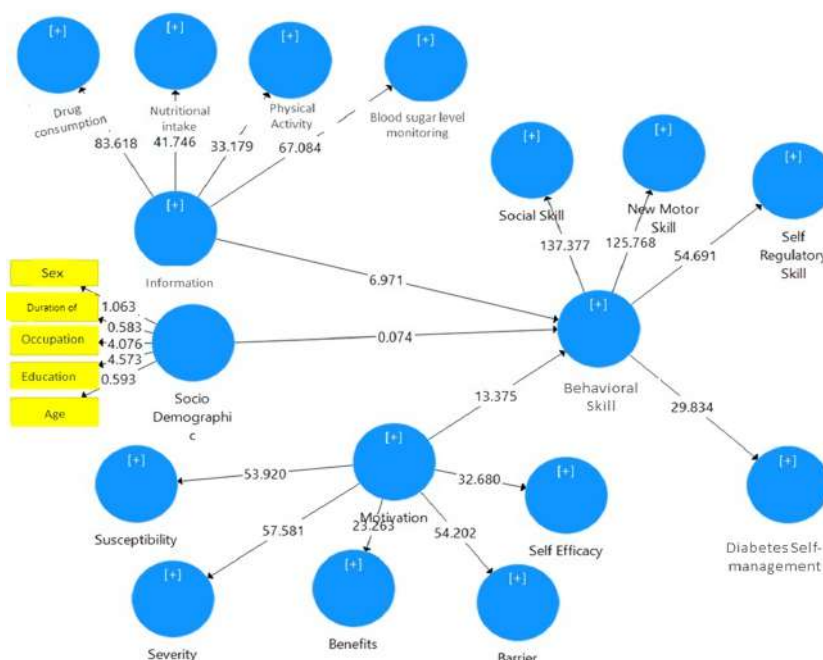 [+]
[+]
[+]
[+]
Drug
consumption
Nutritional
intake
Physical
Activity
Blood sugar level
monitoring
83.618
41.746
33.179
67.084
[+]
[+]
[+]
Social Skill
New Motor
Skill
Self
Regulatory
Skill
137.377
125.768
54.691
[+]
Information
6.971
Sex
Duration of
Occupation
Education
Age
1.063
0.583
4.076
4.573
0.593
[+]
Behavioral
Skill
0.074
Socio
Demographi
c
13.375
29.834
[+]
Motivation
53.920
57.581
23.263
54.202
32.680
[+]
Susceptibility
[+]
Self Efficacy
[+]
Diabetes Self-
management
[+]
Severity
[+]
Benefits
[+]
Barrier